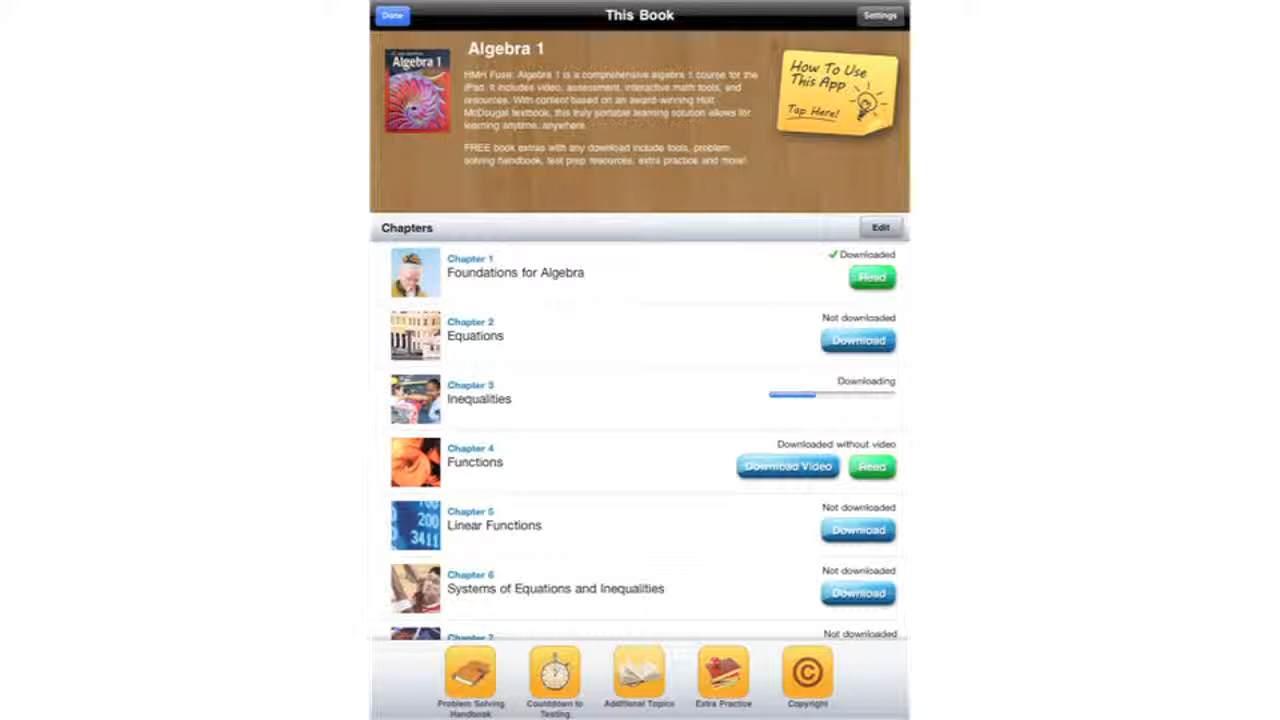 Done
This Book
Settings
Algebra 1
Algebra 1
HMH Fuse: Algebra 1 is a comprehensive algebra 1 course for the
iPad. It includes video, assessment, interactive math tools, and
resources. With content based on an award-winning Holt
McDougal textbook, this truly portable learning solution allows for
learning anytime, anywhere.
FREE book extras with any download include tools, problem
solving handbook, test prep resources, extra practice and more!
How To Use
This App
Tap Here!
Chapters
Edit
Chapter 1
Foundations for Algebra
Downloaded
Read
Chapter 2
Equations
Not downloaded
Download
Chapter 3
Inequalities
Downloading
Chapter 4
Functions
Downloaded without video
Download Video
Read
200
3411
Chapter 5
Linear Functions
Not downloaded
Download
Chapter 6
Systems of Equations and Inequalities
Not downloaded
Download
Chapter 7
Not downloaded
Problem Solving
Handbook
Countdown to
Testing
Additional Topics
Extra Practice
©
Copyright